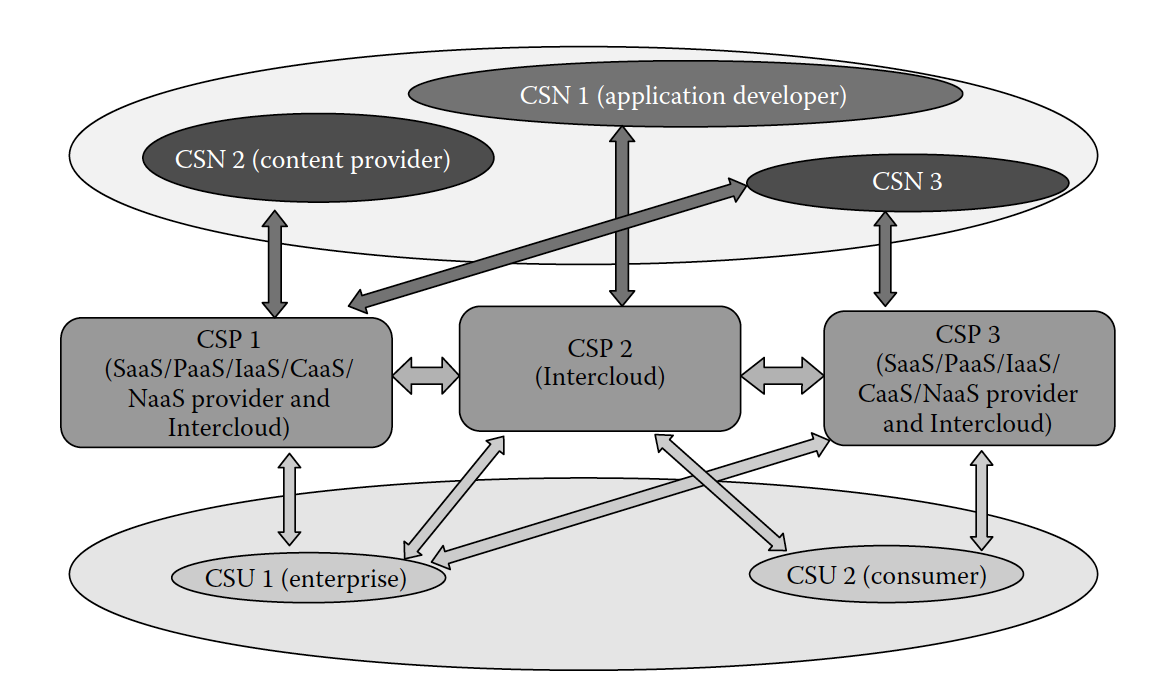 CSN 1 (application developer)
CSN 2 (content provider)
CSN 3
CSP 1
(SaaS/PaaS/IaaS/CaaS/
NaaS provider and
Intercloud)
CSP 2
(Intercloud)
CSP 3
(SaaS/PaaS/IaaS/
CaaS/NaaS provider
and Intercloud)
CSU 1 (enterprise)
CSU 2 (consumer)